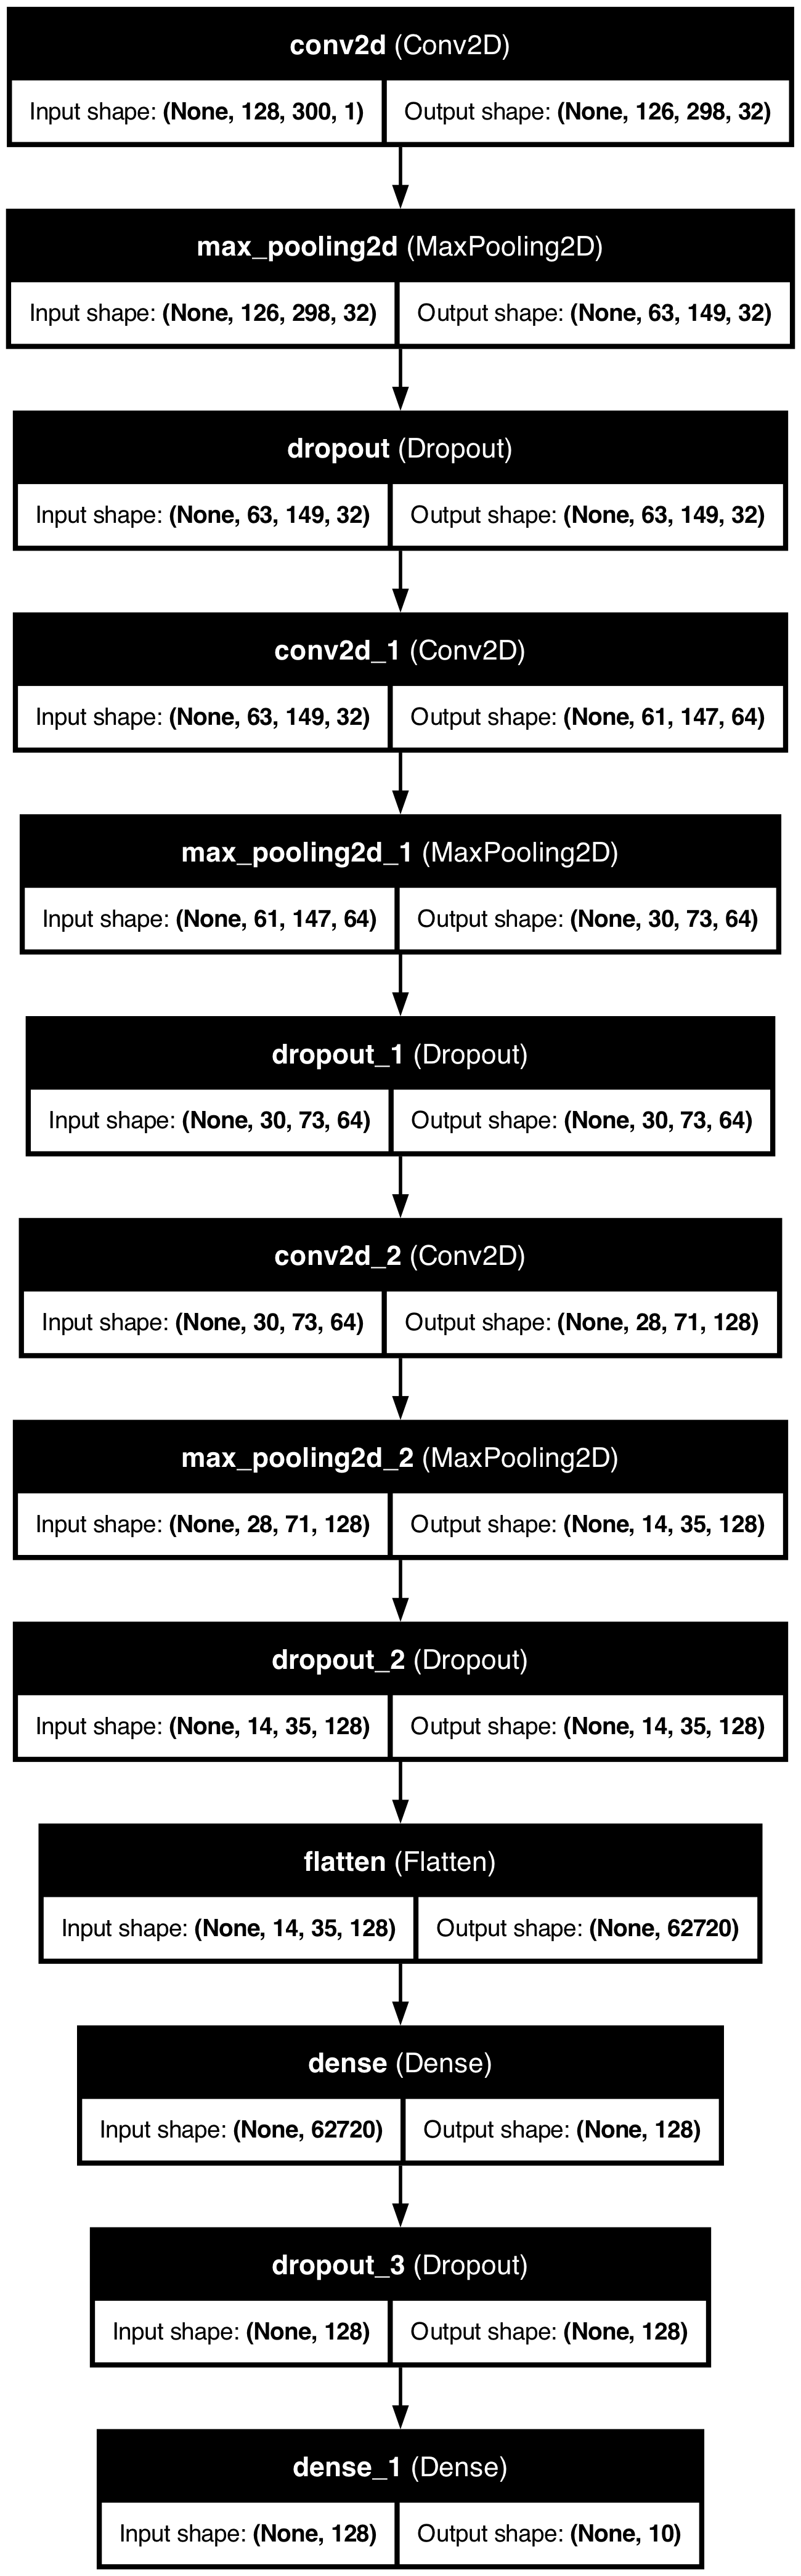 conv2d (Conv2D)
Input shape: (None, 128, 300, 1) Output shape: (None, 126, 298, 32)
max_pooling2d (MaxPooling2D)
Input shape: (None, 126, 298, 32) Output shape: (None, 63, 149, 32)
dropout (Dropout)
Input shape: (None, 63, 149, 32) Output shape: (None, 63, 149, 32)
conv2d_1 (Conv2D)
Input shape: (None, 63, 149, 32) Output shape: (None, 61, 147, 64)
max_pooling2d_1 (MaxPooling2D)
Input shape: (None, 61, 147, 64) Output shape: (None, 30, 73, 64)
dropout_1 (Dropout)
Input shape: (None, 30, 73, 64) Output shape: (None, 30, 73, 64)
conv2d_2 (Conv2D)
Input shape: (None, 30, 73, 64) Output shape: (None, 28, 71, 128)
max_pooling2d_2 (MaxPooling2D)
Input shape: (None, 28, 71, 128) Output shape: (None, 14, 35, 128)
dropout_2 (Dropout)
Input shape: (None, 14, 35, 128) Output shape: (None, 14, 35, 128)
flatten (Flatten)
Input shape: (None, 14, 35, 128) Output shape: (None, 62720)
dense (Dense)
Input shape: (None, 62720) Output shape: (None, 128)
dropout_3 (Dropout)
Input shape: (None, 128) Output shape: (None, 128)
dense_1 (Dense)
Input shape: (None, 128) Output shape: (None, 10)